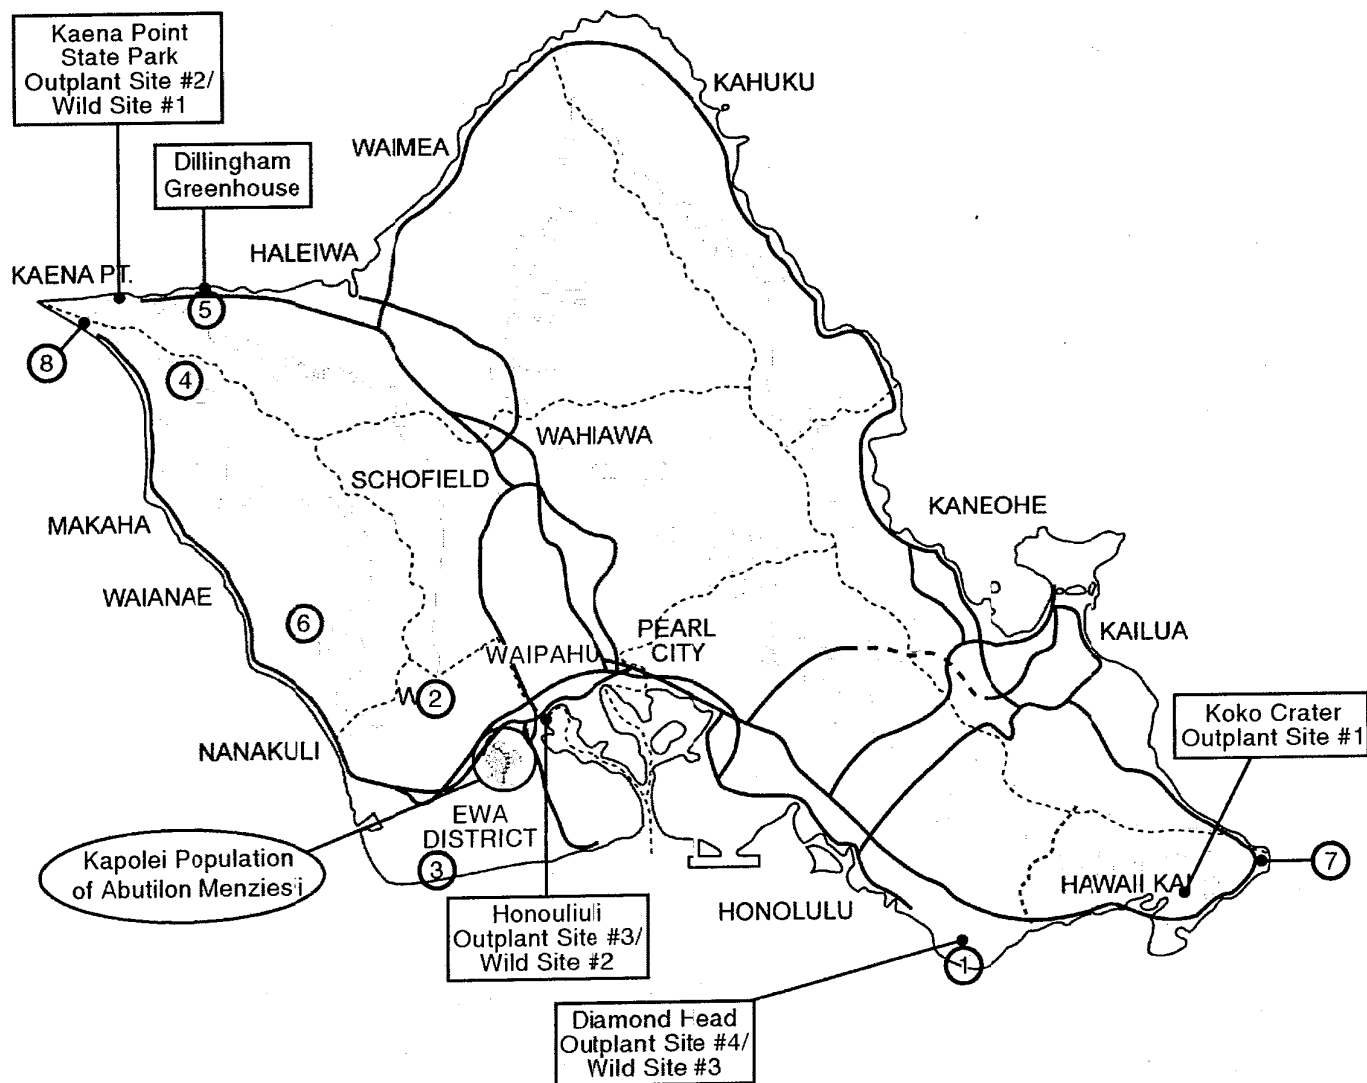 Kaena Point
State Park
Outplant Site #2/
Wild Site #1
KAHUKU
WAIMEA
Dillingham
Greenhouse
HALEIWA
KAENA PT.
5
8
4
WAHIAWA
SCHOFIELD
KANEOHE
MAKAHA
WAIANAE
6
PEARL
CITY
KAILUA
WAIPAHU
W
2
Koko Crater
Outplant Site #1
NANAKULI
EWA
DISTRICT
3
Kapolei Population
of Abutilon Menziesii
7
HAWAII KAI
HONOLULU
Honouliuli
Outplant Site #3/
Wild Site #2
1
Diamond Head
Outplant Site #4/
Wild Site #3